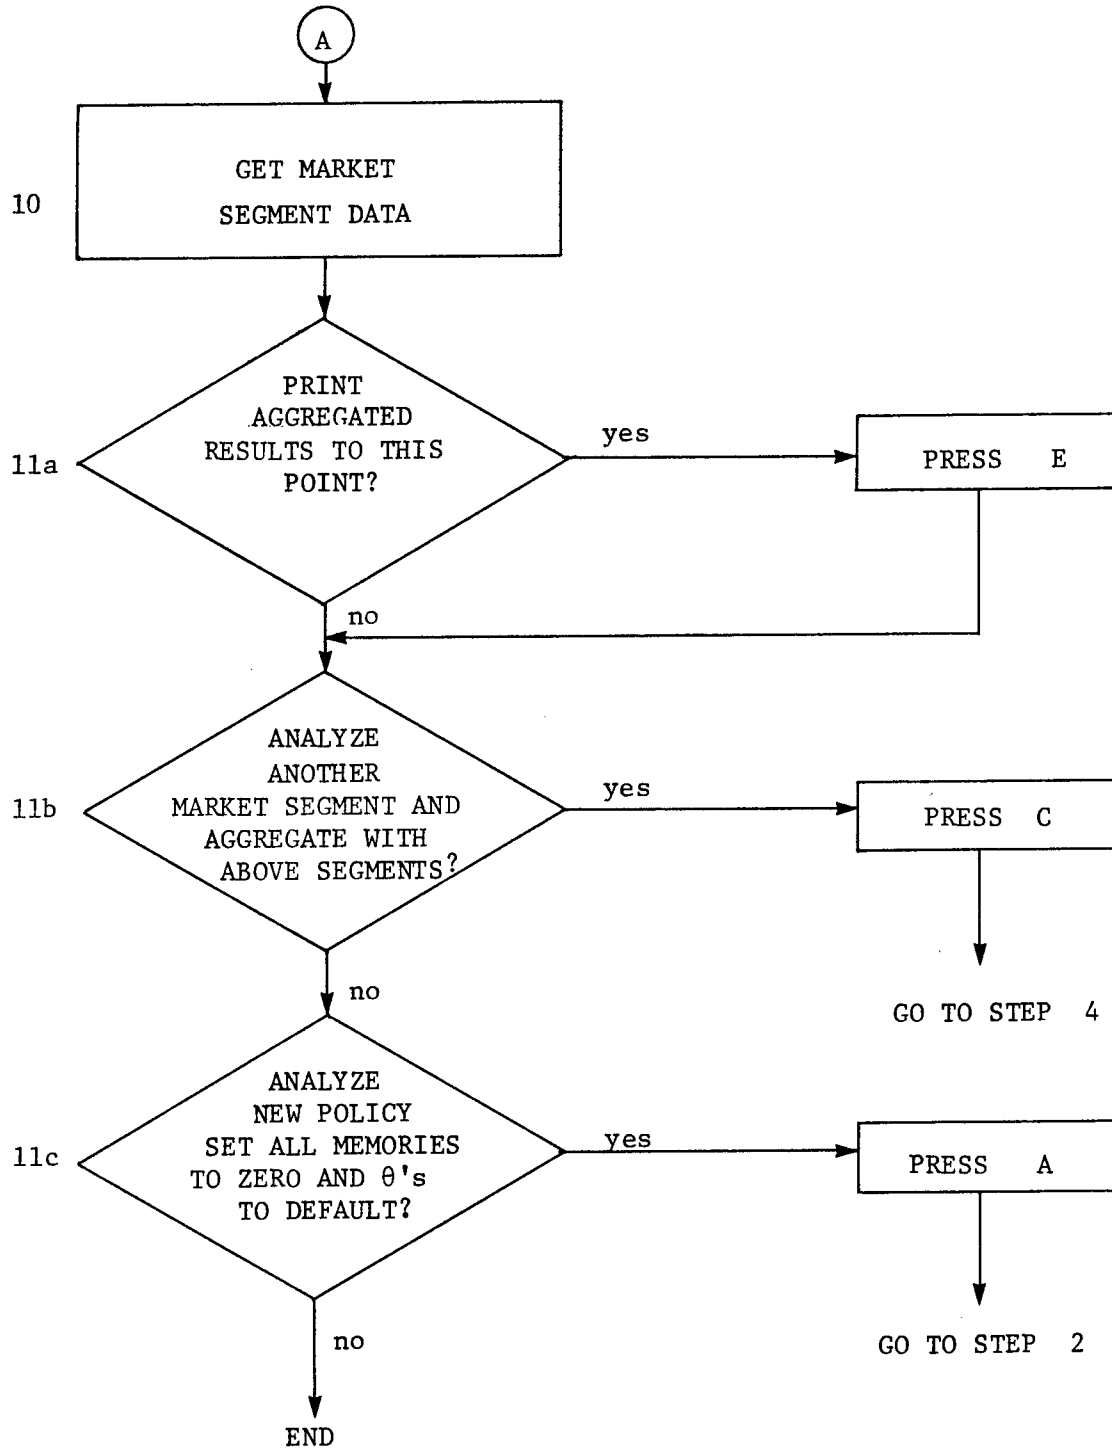 A
GET MARKET
10
SEGMENT DATA
PRINT
AGGREGATED
RESULTS TO THIS
POINT?
11a
yes
PRESS E
no
ANALYZE
ANOTHER
MARKET SEGMENT AND
AGGREGATE WITH
ABOVE SEGMENTS?
11b
yes
PRESS C
GO TO STEP 4
no
ANALYZE
NEW POLICY
SET ALL MEMORIES
TO ZERO AND θ's
TO DEFAULT?
11c
yes
PRESS A
GO TO STEP 2
no
END